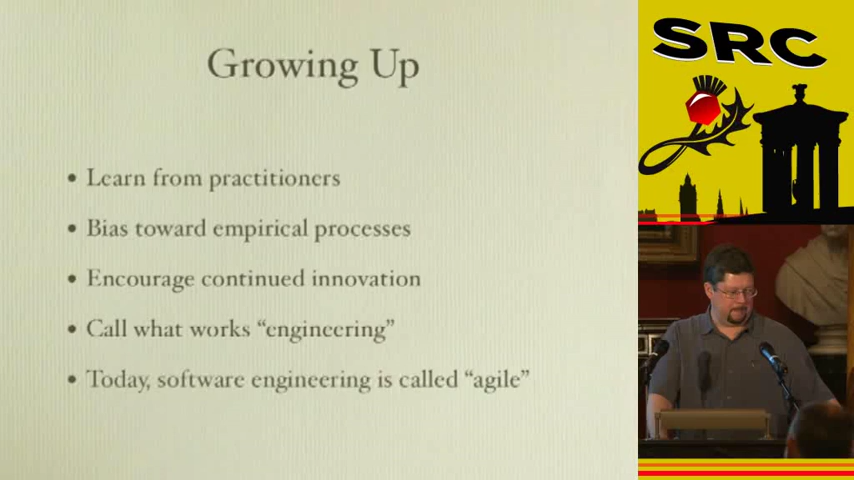 Growing Up
• Learn from practitioners
• Bias toward empirical processes
• Encourage continued innovation
• Call what works “engineering”
• Today, software engineering is called “agile”
SRC